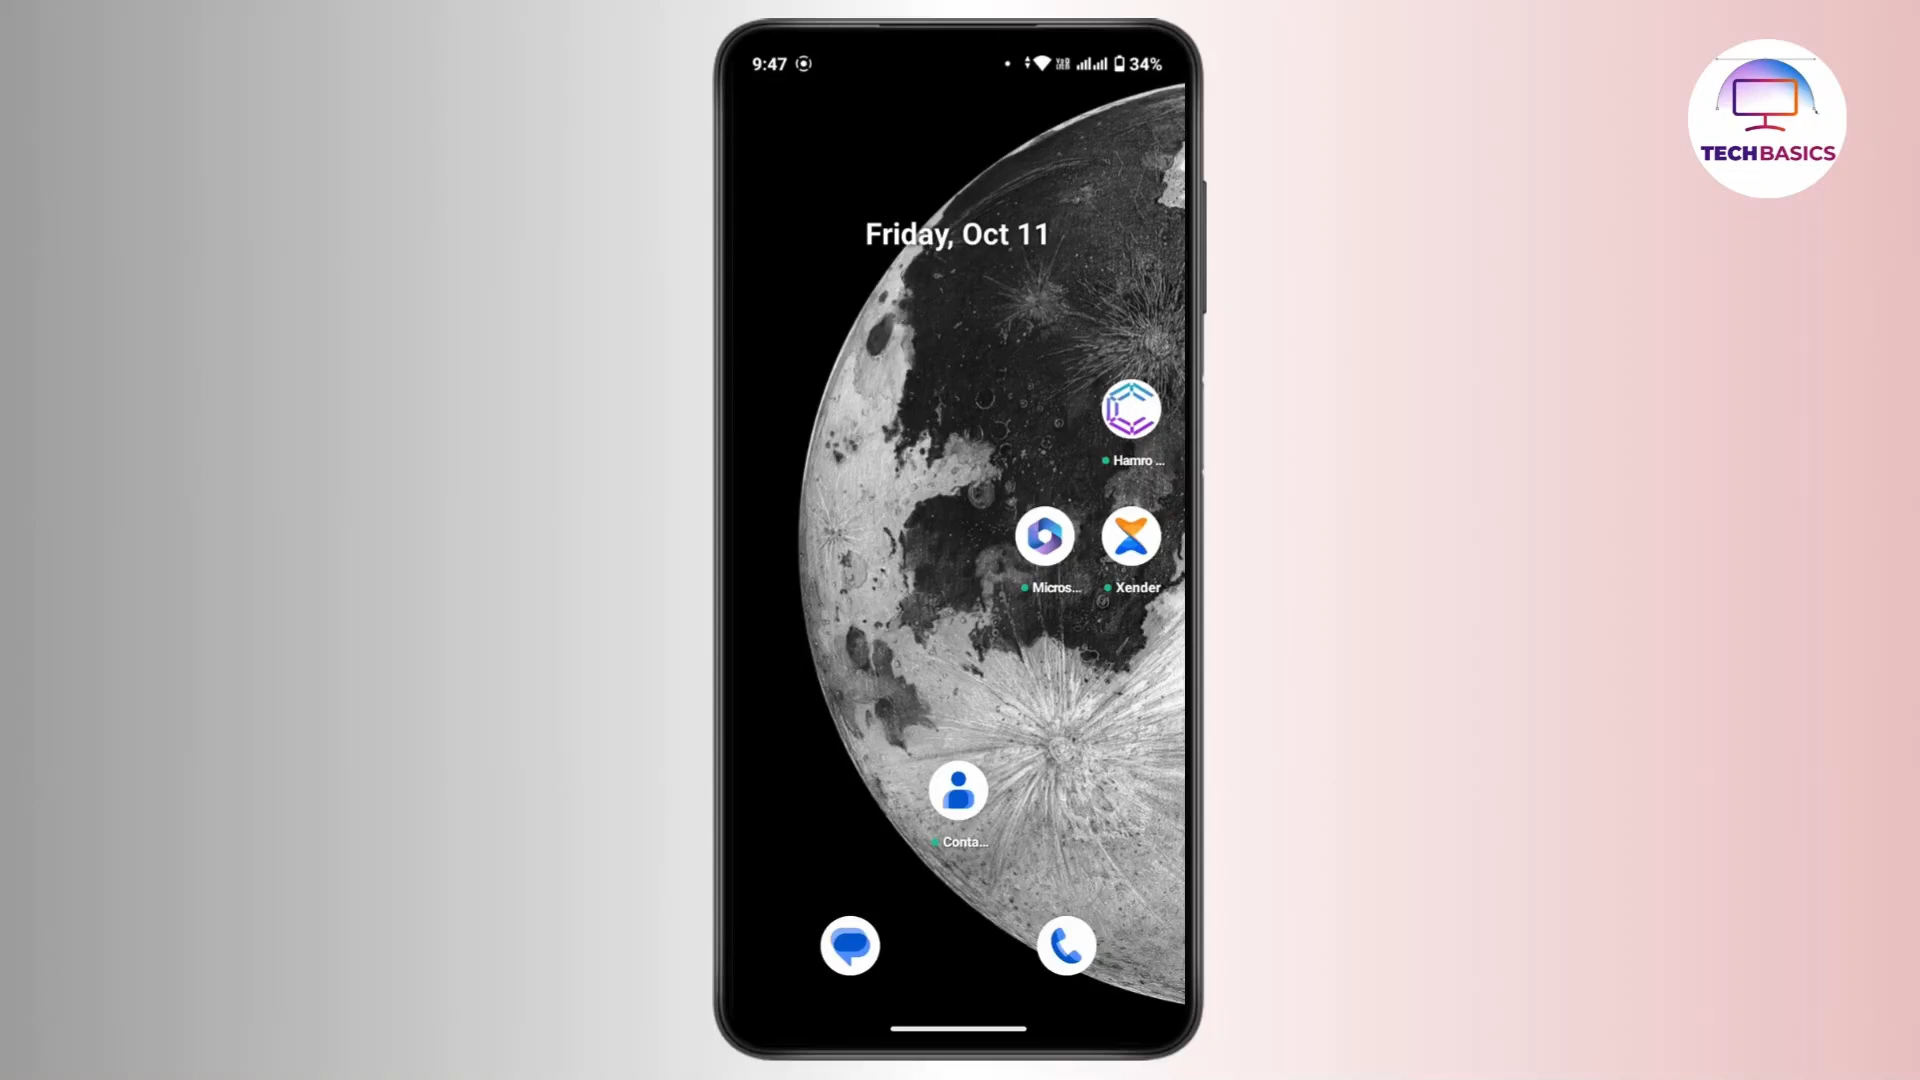 9:47 34%
TECHBASICS
Friday, Oct 11
Hamro ...
Micros... Xender
Conta...